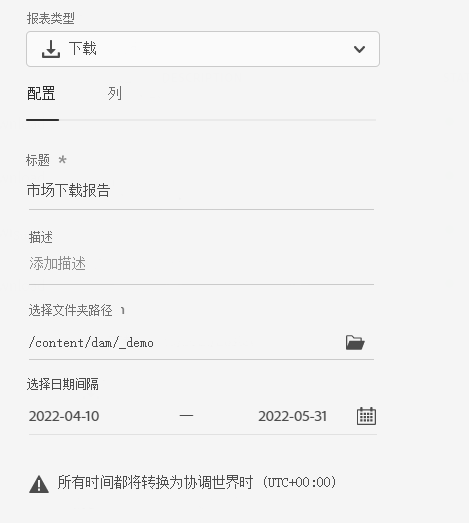 报表类型
下载
配置 列
标题 *
市场下载报告
描述
添加描述
选择文件夹路径
/content/dam/_demo
选择日期间隔
2022-04-10 — 2022-05-31
所有时间都将转换为协调世界时 (UTC+00:00)